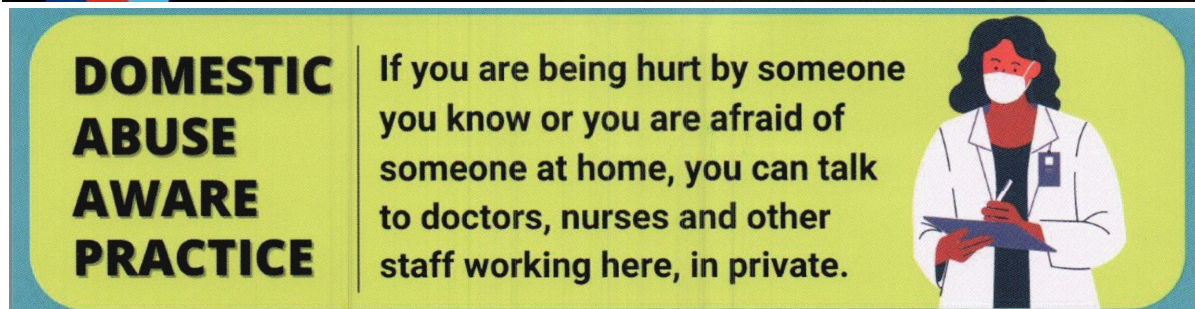 DOMESTIC
ABUSE
AWARE
PRACTICE
If you are being hurt by someone
you know or you are afraid of
someone at home, you can talk
to doctors, nurses and other
staff working here, in private.